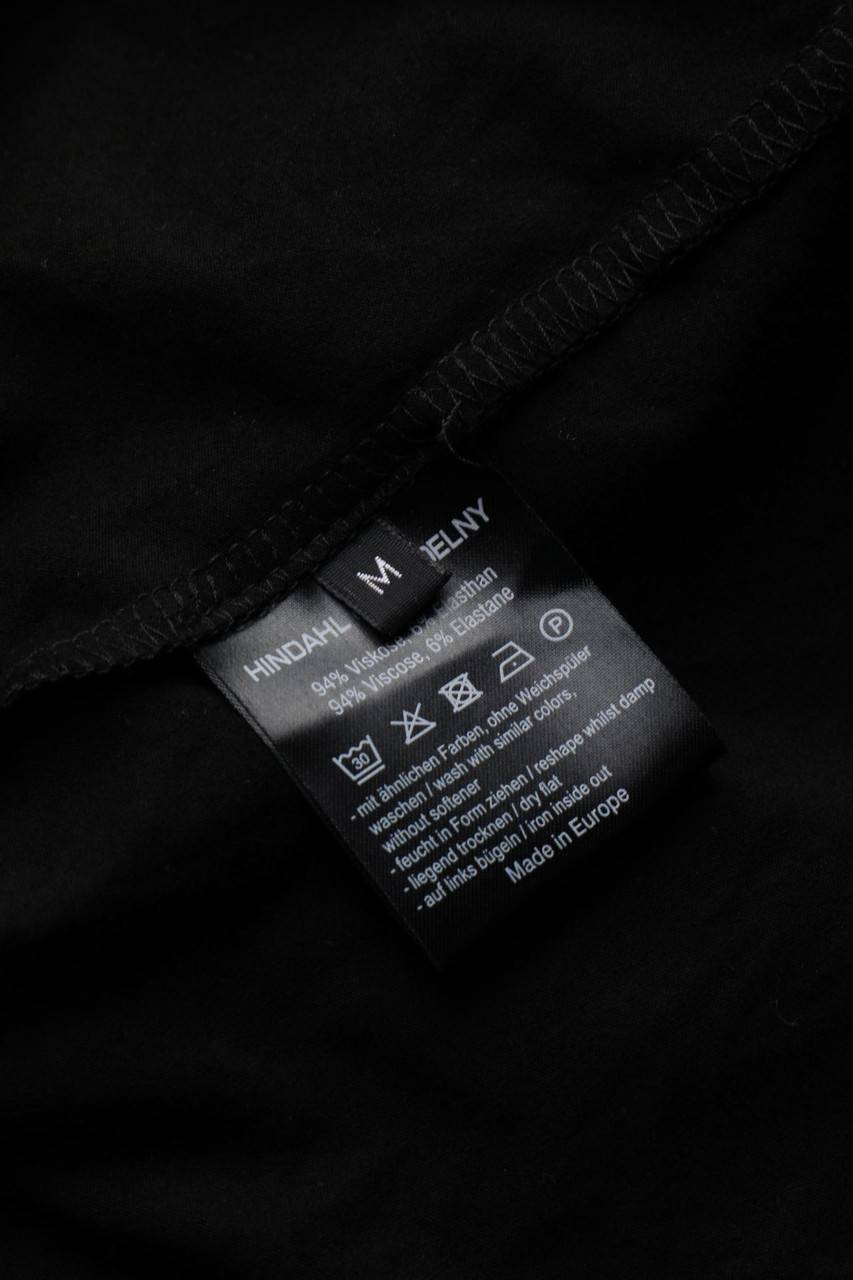 M
HINDAHL
DELNY
94% Viskose, 6% Elasthan
94% Viscose, 6% Elastane
30
P
- mit ähnlichen Farben, ohne Weichspüler
waschen / wash with similar colors,
without softener
- feucht in Form ziehen / reshape whilst damp
- liegend trocknen / dry flat
- auf links bügeln / iron inside out
Made in Europe